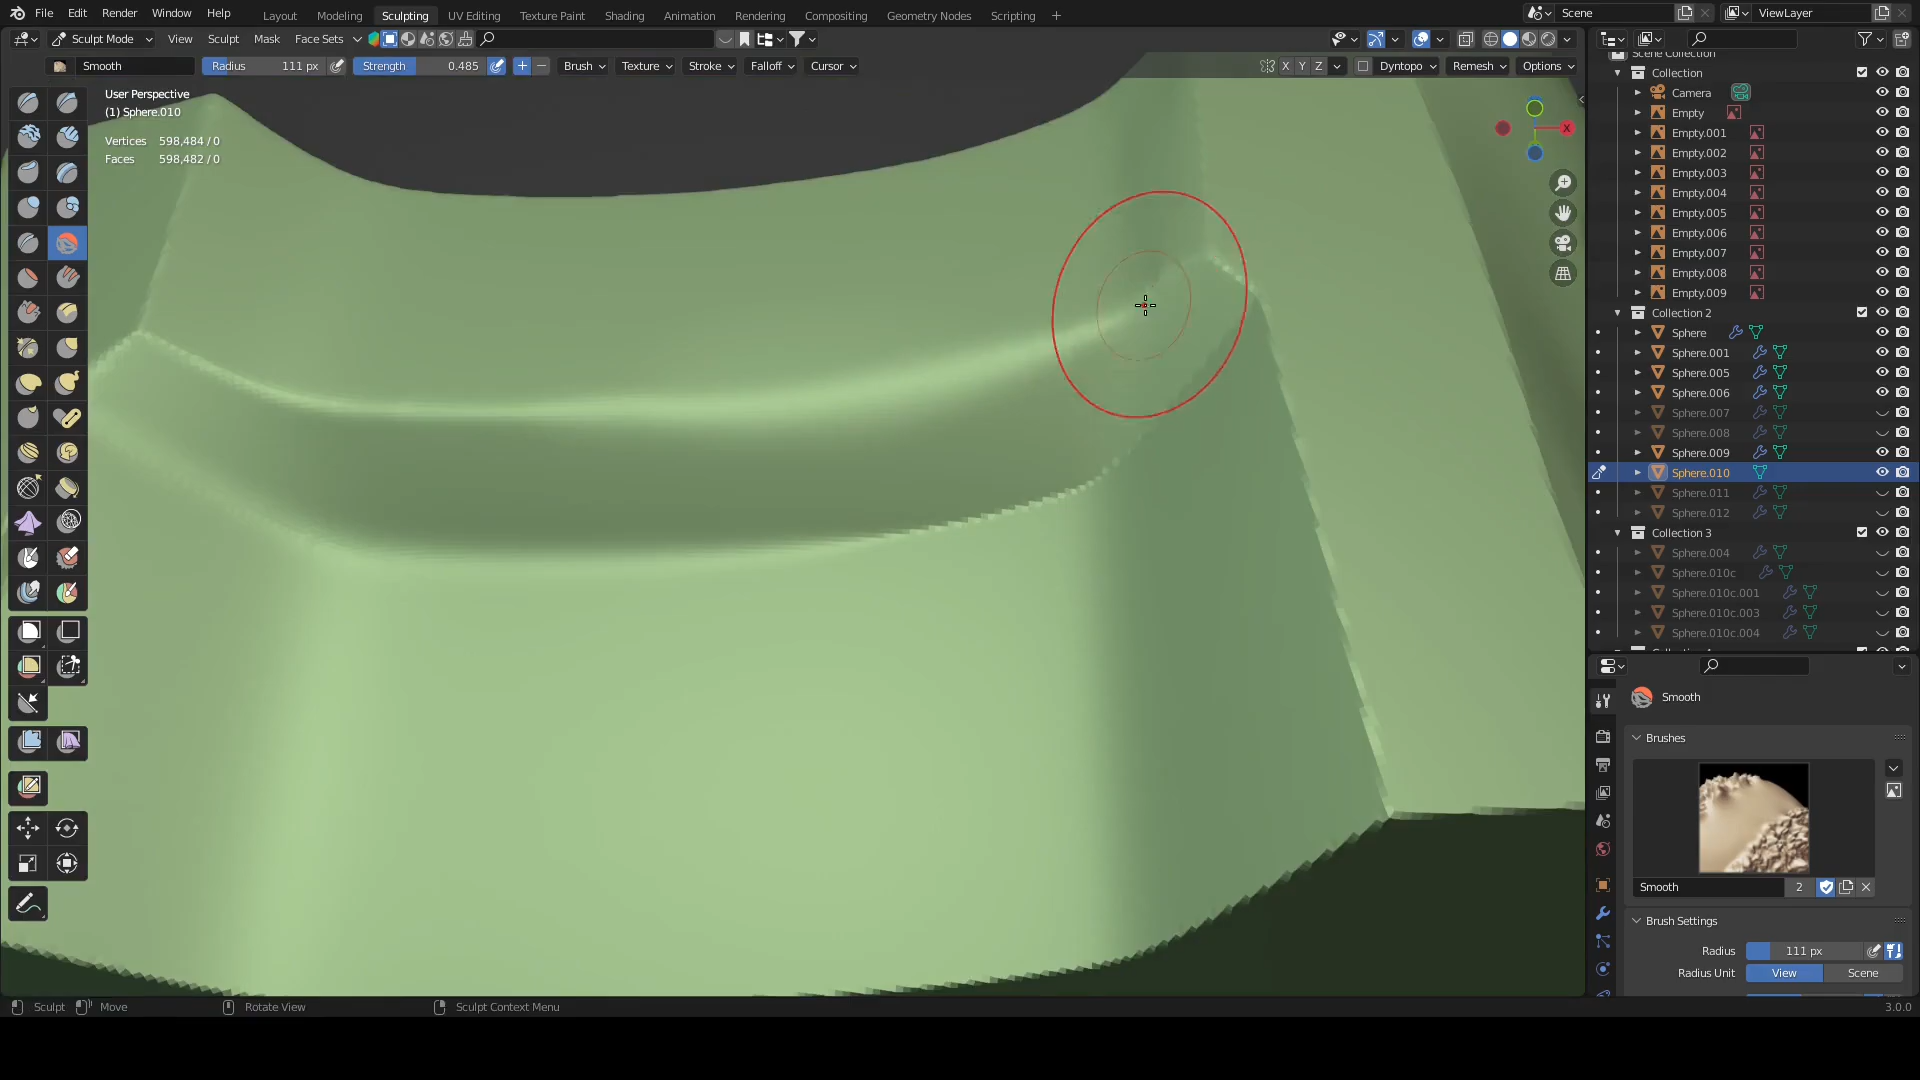 File Edit Render Window Help Layout Modeling Sculpting UV Editing Texture Paint Shading Animation Rendering Compositing Geometry Nodes Scripting + Scene ViewLayer
Sculpt Mode View Sculpt Mask Face Sets
Smooth Radius 111 px Strength 0.485 Brush Texture Stroke Falloff Cursor X Y Z Dyntopo Remesh Options
User Perspective
(1) Sphere.010
Vertices 598,484 / 0
Faces 598,482 / 0
X
Scene Collection
Collection
Camera
Empty
Empty.001
Empty.002
Empty.003
Empty.004
Empty.005
Empty.006
Empty.007
Empty.008
Empty.009
Collection 2
Sphere
Sphere.001
Sphere.005
Sphere.006
Sphere.007
Sphere.008
Sphere.009
Sphere.010
Sphere.011
Sphere.012
Collection 3
Sphere.004
Sphere.010c
Sphere.010c.001
Sphere.010c.003
Sphere.010c.004
Smooth
Brushes
Smooth 2
Brush Settings
Radius 111 px
Radius Unit View Scene
Sculpt Move Rotate View Sculpt Context Menu 3.0.0